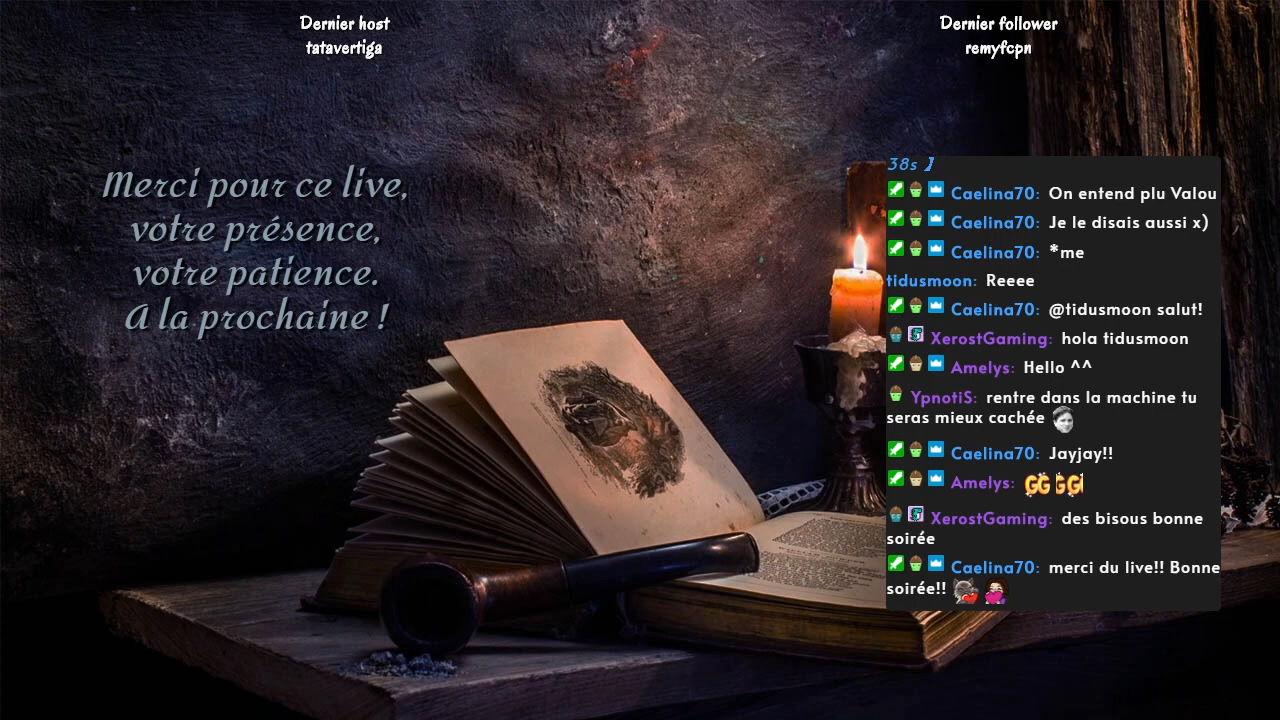 Dernier host
tatavertiga
Dernier follower
remyfcpn
Merci pour ce live,
votre présence,
votre patience.
A la prochaine !
38s 】
Caelina70: On entend plu Valou
Caelina70: Je le disais aussi x)
Caelina70: *me
tidusmoon: Reeee
Caelina70: @tidusmoon salut!
XerostGaming: hola tidusmoon
Amelys: Hello ^^
YpnotiS: rentre dans la machine tu
seras mieux cachée
Caelina70: Jayjay!!
Amelys: GG GG
XerostGaming: des bisous bonne
soirée
Caelina70: merci du live!! Bonne
soirée!!